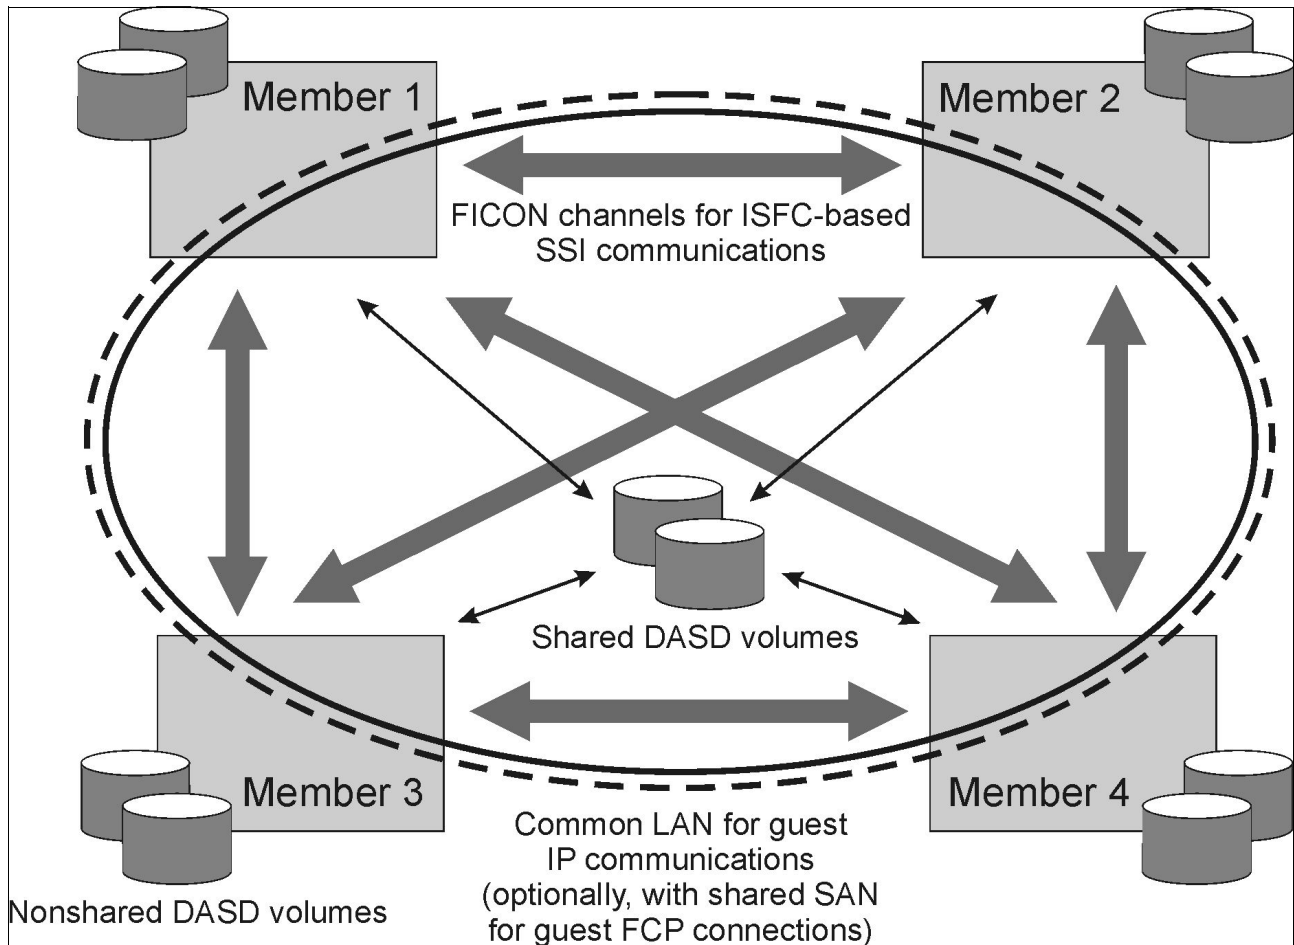 Member 1
Member 2
FICON channels for ISFC-based
SSI communications
Shared DASD volumes
Member 3
Member 4
Common LAN for guest
IP communications
(optionally, with shared SAN
for guest FCP connections)
Nonshared DASD volumes